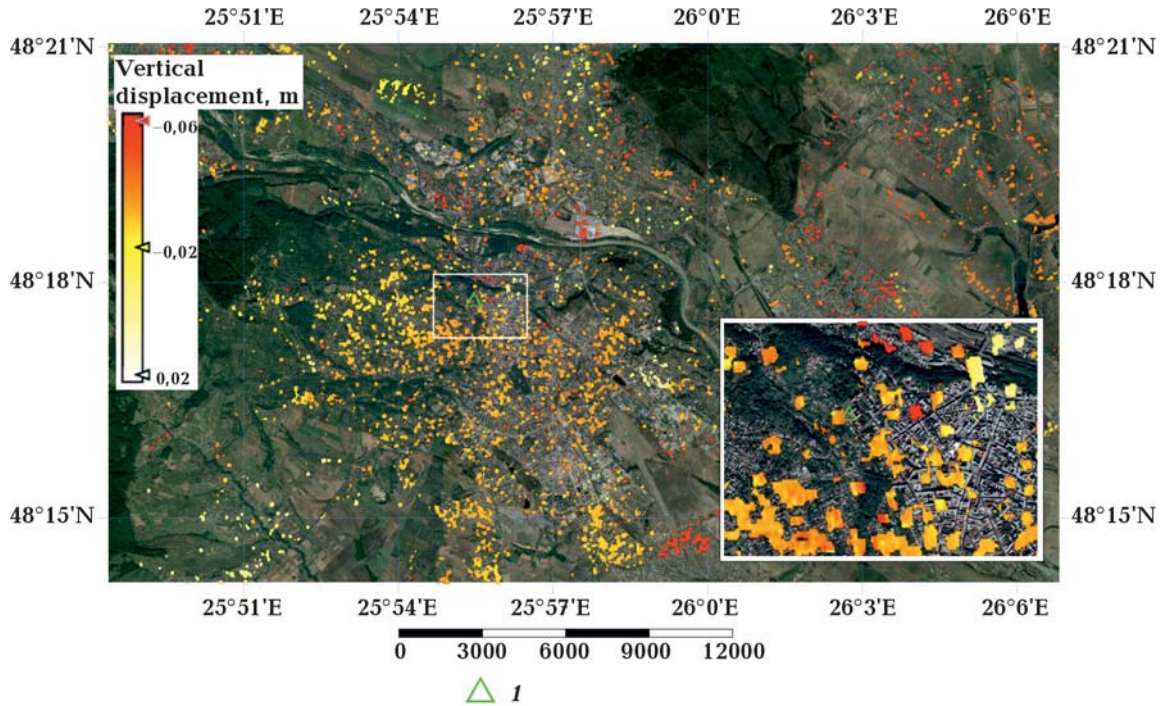 25°51'E 25°54'E 25°57'E 26°0'E 26°3'E 26°6'E
48°21'N 48°21'N
Vertical
displacement, m
–0,06
–0,02
0,02
48°18'N 48°18'N
48°15'N 48°15'N
25°51'E 25°54'E 25°57'E 26°0'E 26°3'E 26°6'E
0 3000 6000 9000 12000
1